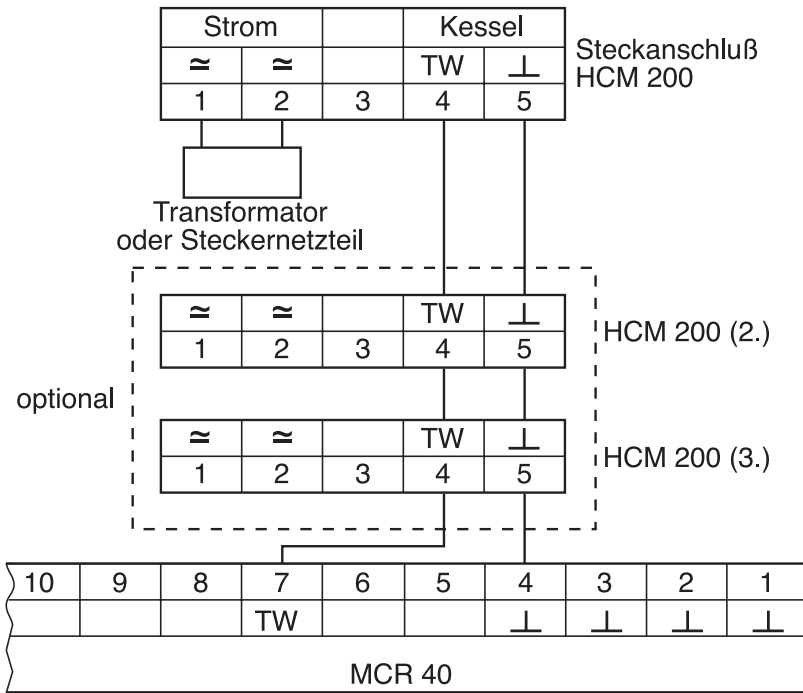 Strom Kessel
≃ ≃ TW ⊥
1 2 3 4 5
Steckanschluß
HCM 200
Transformator
oder Steckernetzteil
≃ ≃ TW ⊥
1 2 3 4 5
HCM 200 (2.)
optional
≃ ≃ TW ⊥
1 2 3 4 5
HCM 200 (3.)
10 9 8 7 6 5 4 3 2 1
TW ⊥ ⊥ ⊥ ⊥
MCR 40